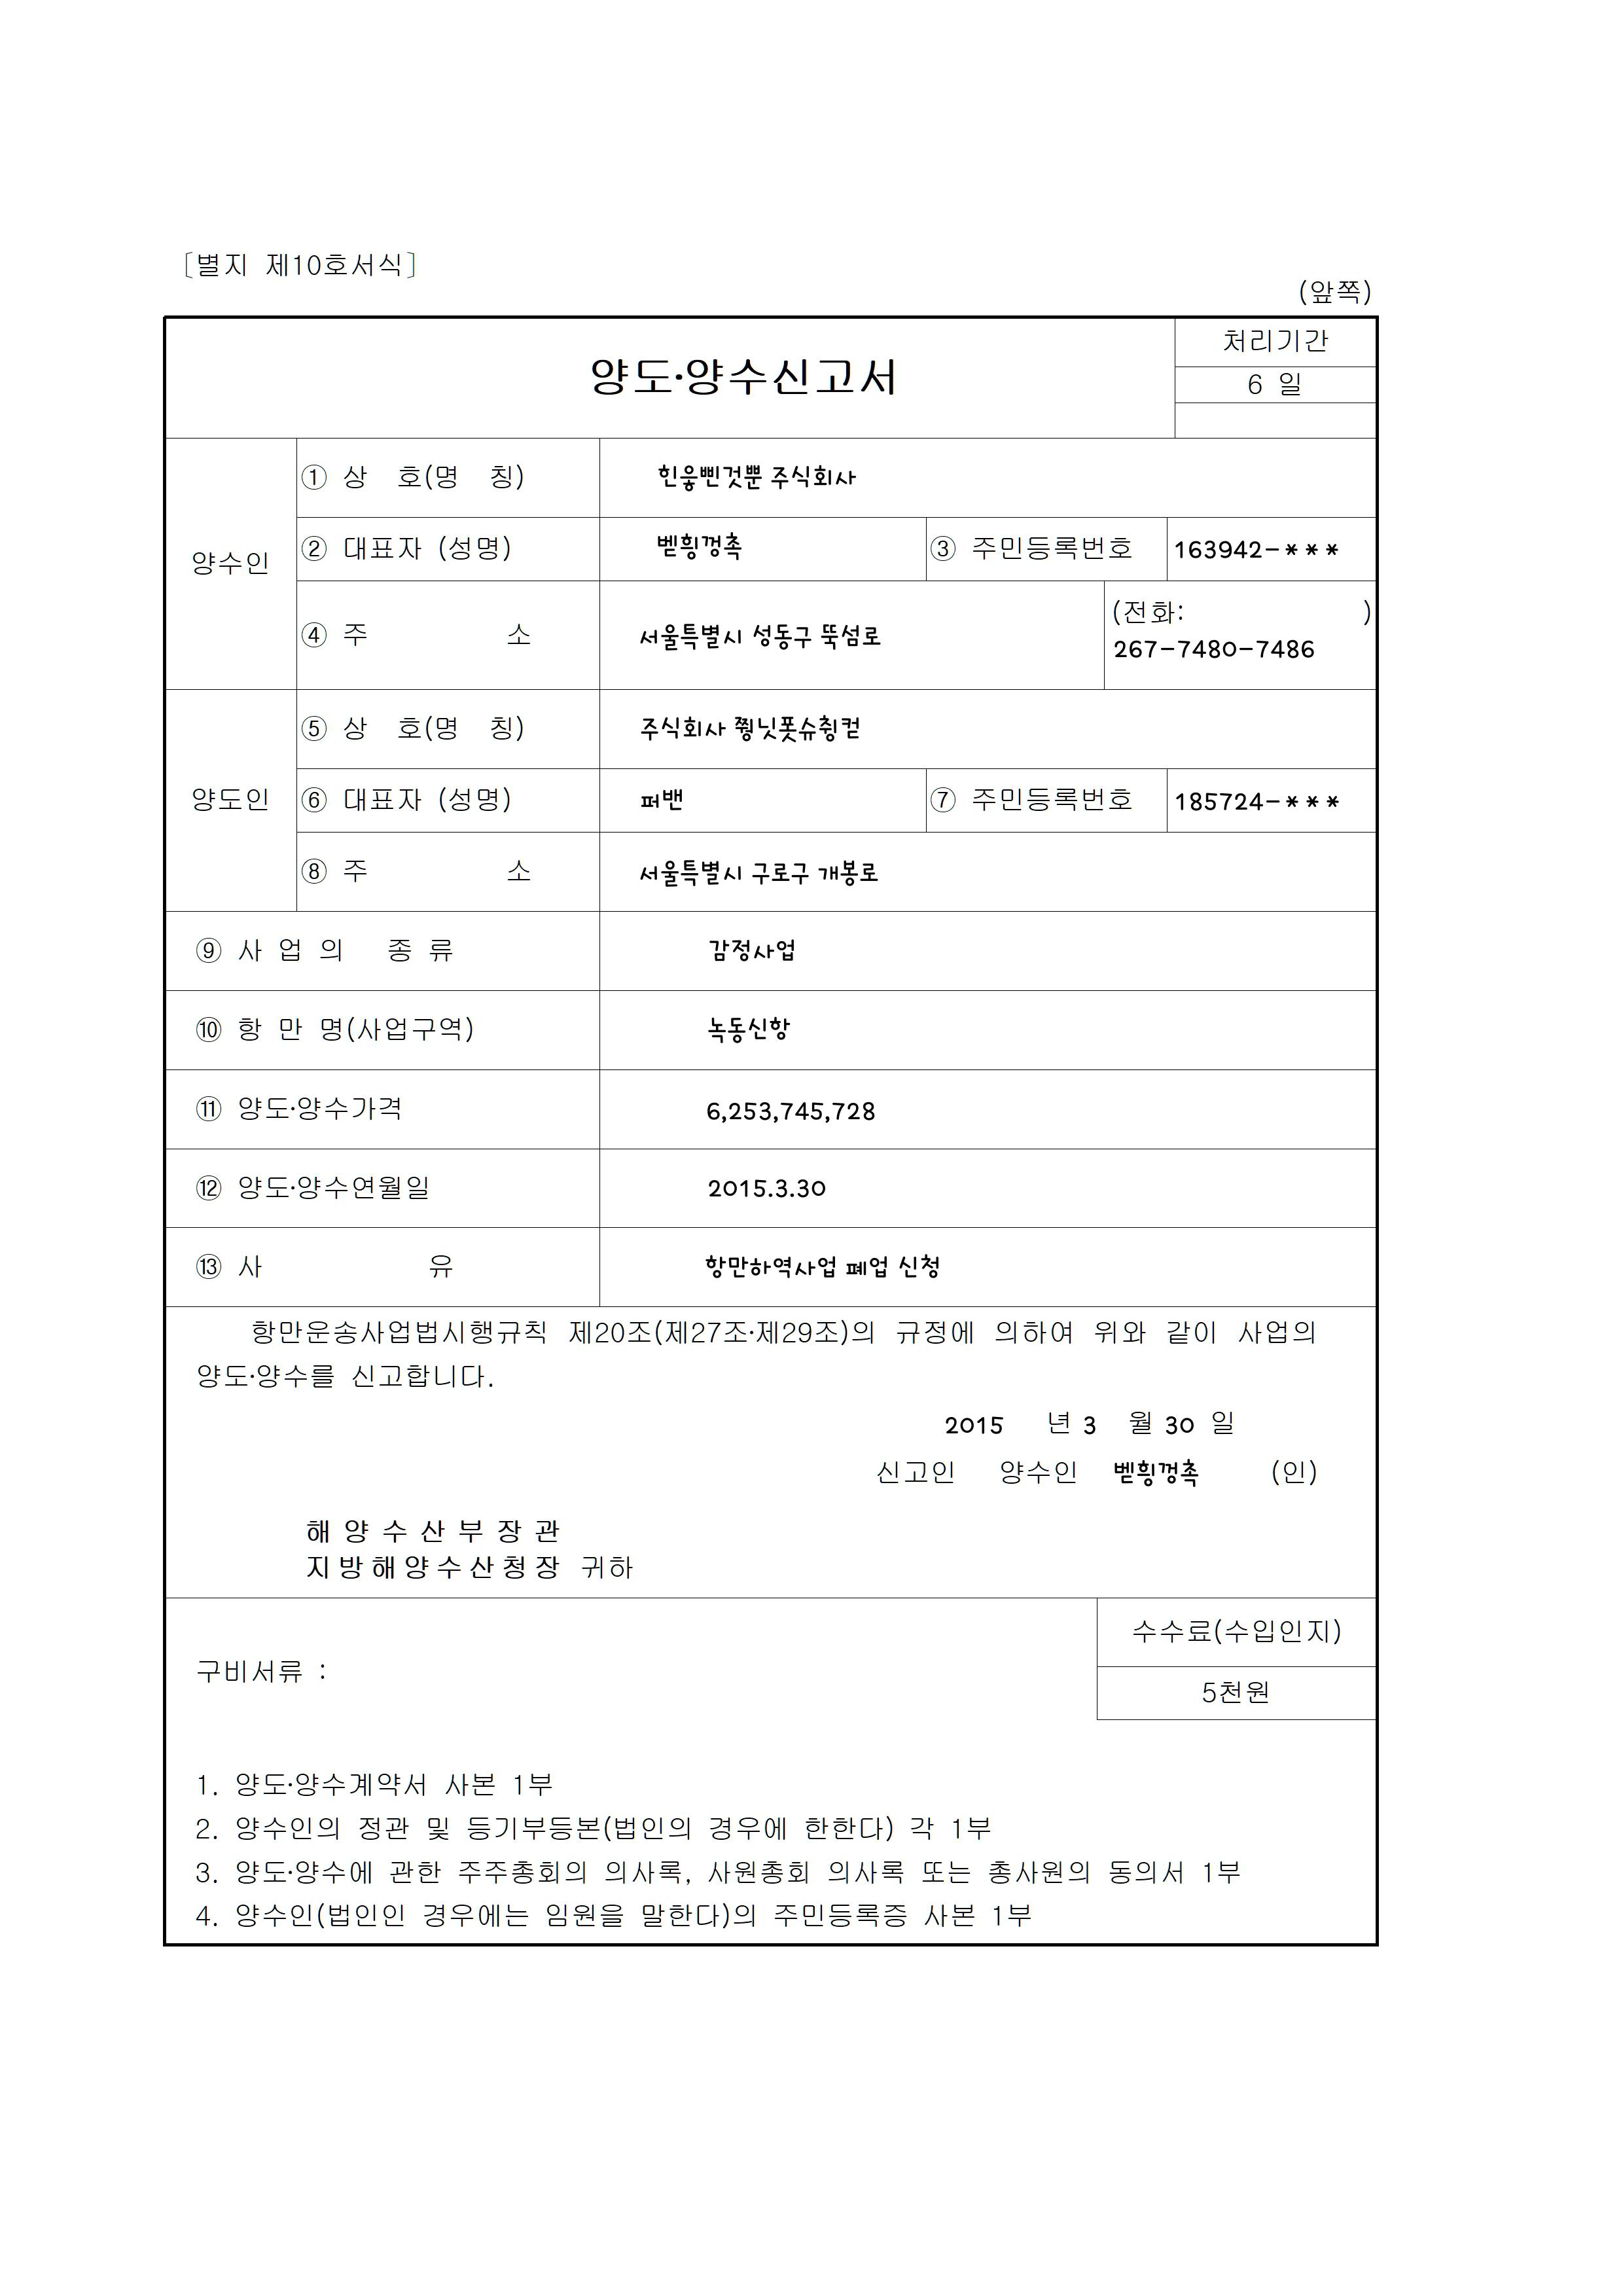 [별지 제10호서식]
(앞쪽)
양도·양수신고서
처리기간
6 일
양수인
① 상 호(명 칭)
힌웋삔것뿐 주식회사
② 대표자 (성명)
벧횡껑촉
③ 주민등록번호
163942-***
④ 주 소
서울특별시 성동구 뚝섬로
(전화: )
267-7480-7486
양도인
⑤ 상 호(명 칭)
주식회사 쭹닛폿슈췽컫
⑥ 대표자 (성명)
퍼밴
⑦ 주민등록번호
185724-***
⑧ 주 소
서울특별시 구로구 개봉로
⑨ 사 업 의 종 류
감정사업
⑩ 항 만 명(사업구역)
녹동신항
⑪ 양도·양수가격
6,253,745,728
⑫ 양도·양수연월일
2015.3.30
⑬ 사 유
항만하역사업 폐업 신청
항만운송사업법시행규칙 제20조(제27조·제29조)의 규정에 의하여 위와 같이 사업의
양도·양수를 신고합니다.
2015 년 3 월 30 일
신고인 양수인 벧횡껑촉 (인)
해 양 수 산 부 장 관
지방해양수산청장 귀하
구비서류 :
수수료(수입인지)
5천원
1. 양도·양수계약서 사본 1부
2. 양수인의 정관 및 등기부등본(법인의 경우에 한한다) 각 1부
3. 양도·양수에 관한 주주총회의 의사록, 사원총회 의사록 또는 총사원의 동의서 1부
4. 양수인(법인인 경우에는 임원을 말한다)의 주민등록증 사본 1부